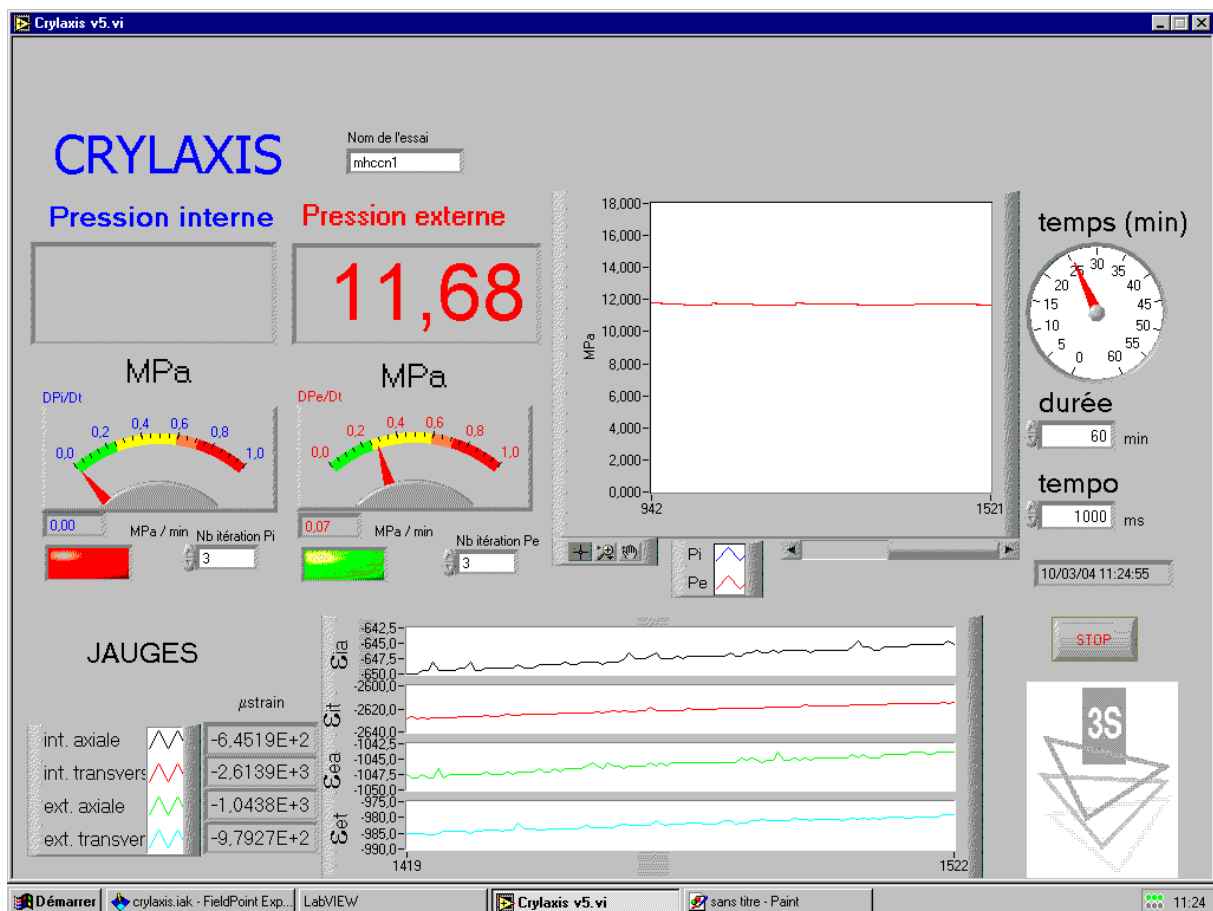 Crylaxis v5.vi
CRYLAXIS
Nom de l'essai
mhccn1
Pression interne
Pression externe
11,68
MPa
MPa
DPi/Dt
0,0 0,2 0,4 0,6 0,8 1,0
0,00
MPa / min
Nb itération Pi
3
DPe/Dt
0,0 0,2 0,4 0,6 0,8 1,0
0,07
MPa / min
Nb itération Pe
3
18,000
16,000
14,000
12,000
10,000
8,000
6,000
4,000
2,000
0,000
MPa
942 1521
Pi
Pe
temps (min)
0 5 10 15 20 25 30 35 40 45 50 55 60
durée
60 min
tempo
1000 ms
10/03/04 11:24:55
STOP
3S
JAUGES
µstrain
int. axiale -6,4519E+2
int. transvers -2,6139E+3
ext. axiale -1,0438E+3
ext. transver -9,7927E+2
εia
-642,5
-645,0
-647,5
-650,0
εit
-2600,0
-2620,0
-2640,0
εea
-1042,5
-1045,0
-1047,5
-1050,0
εet
-975,0
-980,0
-985,0
-990,0
1419 1522
Démarrer
crylaxis.iak - FieldPoint Exp...
LabVIEW
Crylaxis v5.vi
sans titre - Paint
11:24